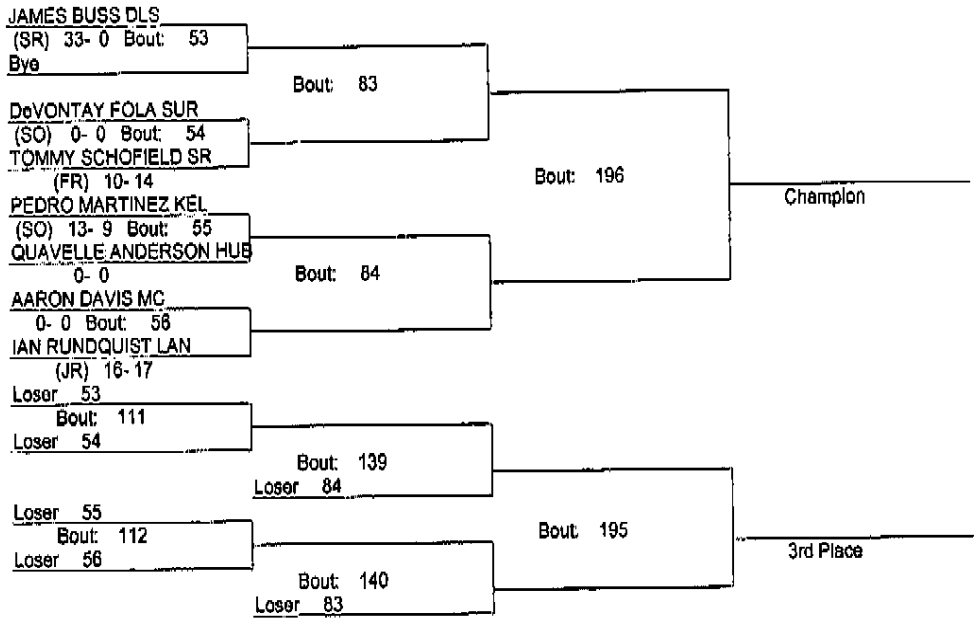 JAMES BUSS DLS
(SR) 33- 0 Bout: 53
Bye
Bout: 83
DeVONTAY FOLA SUR
(SO) 0- 0 Bout: 54
TOMMY SCHOFIELD SR
(FR) 10- 14
Bout: 196
Champion
PEDRO MARTINEZ KEL
(SO) 13- 9 Bout: 55
QUAVELLE ANDERSON HUB
0- 0
Bout: 84
AARON DAVIS MC
0- 0 Bout: 56
IAN RUNDQUIST LAN
(JR) 16- 17
Loser 53
Bout: 111
Loser 54
Bout: 139
Loser 84
Loser 55
Bout: 112
Loser 56
Bout: 195
3rd Place
Bout: 140
Loser 83